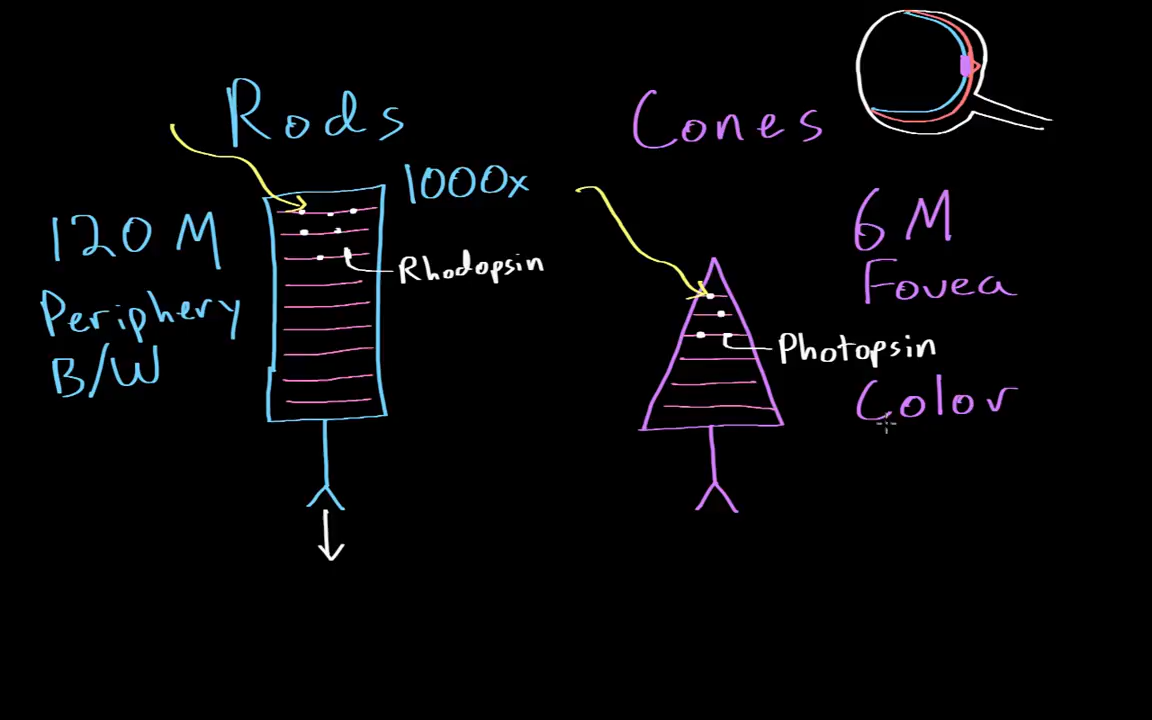 Rods
1000x
120 M
Periphery
B/W
Rhodopsin
Cones
6 M
Fovea
Photopsin
Color